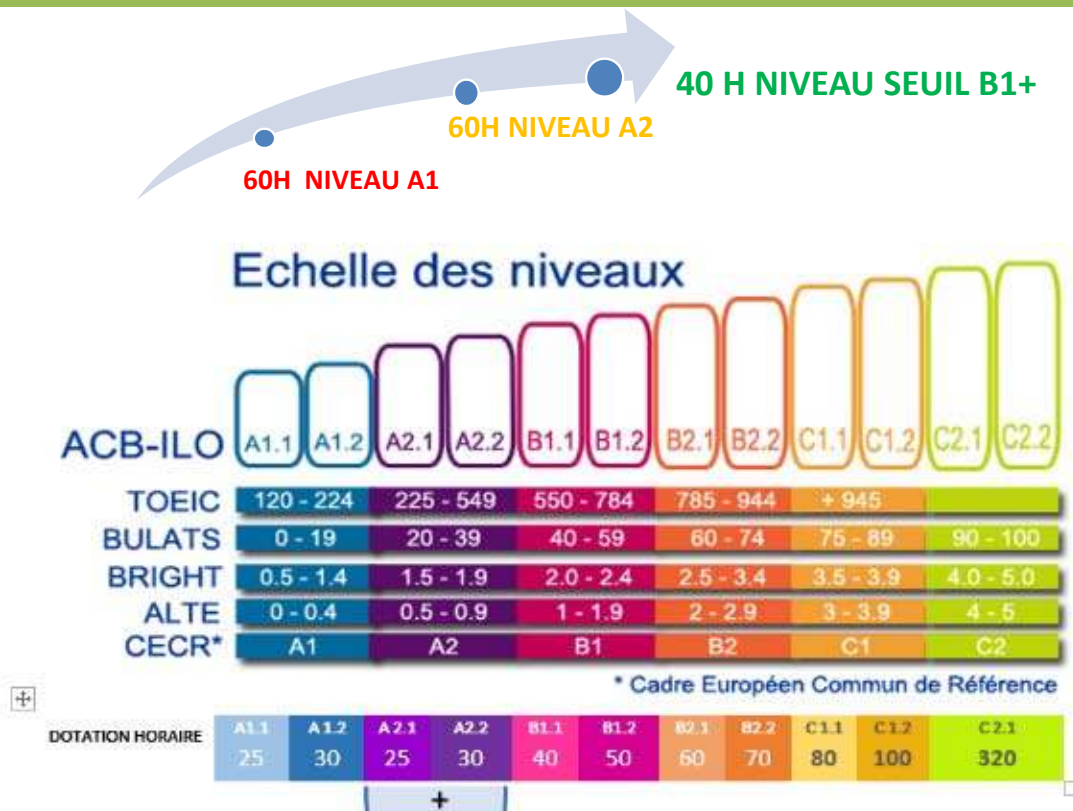 40 H NIVEAU SEUIL B1+
60H NIVEAU A2
60H NIVEAU A1
Echelle des niveaux
ACB-ILO A1.1 A1.2 A2.1 A2.2 B1.1 B1.2 B2.1 B2.2 C1.1 C1.2 C2.1 C2.2
TOEIC 120 - 224 225 - 549 550 - 784 785 - 944 + 945
BULATS 0 - 19 20 - 39 40 - 59 60 - 74 75 - 89 90 - 100
BRIGHT 0.5 - 1.4 1.5 - 1.9 2.0 - 2.4 2.5 - 3.4 3.5 - 3.9 4.0 - 5.0
ALTE 0 - 0.4 0.5 - 0.9 1 - 1.9 2 - 2.9 3 - 3.9 4 - 5
CECR* A1 A2 B1 B2 C1 C2
* Cadre Européen Commun de Référence
A1.1 A1.2 A2.1 A2.2 B1.1 B1.2 B2.1 B2.2 C1.1 C1.2 C2.1
DOTATION HORAIRE 25 30 25 30 40 50 60 70 80 100 320
+